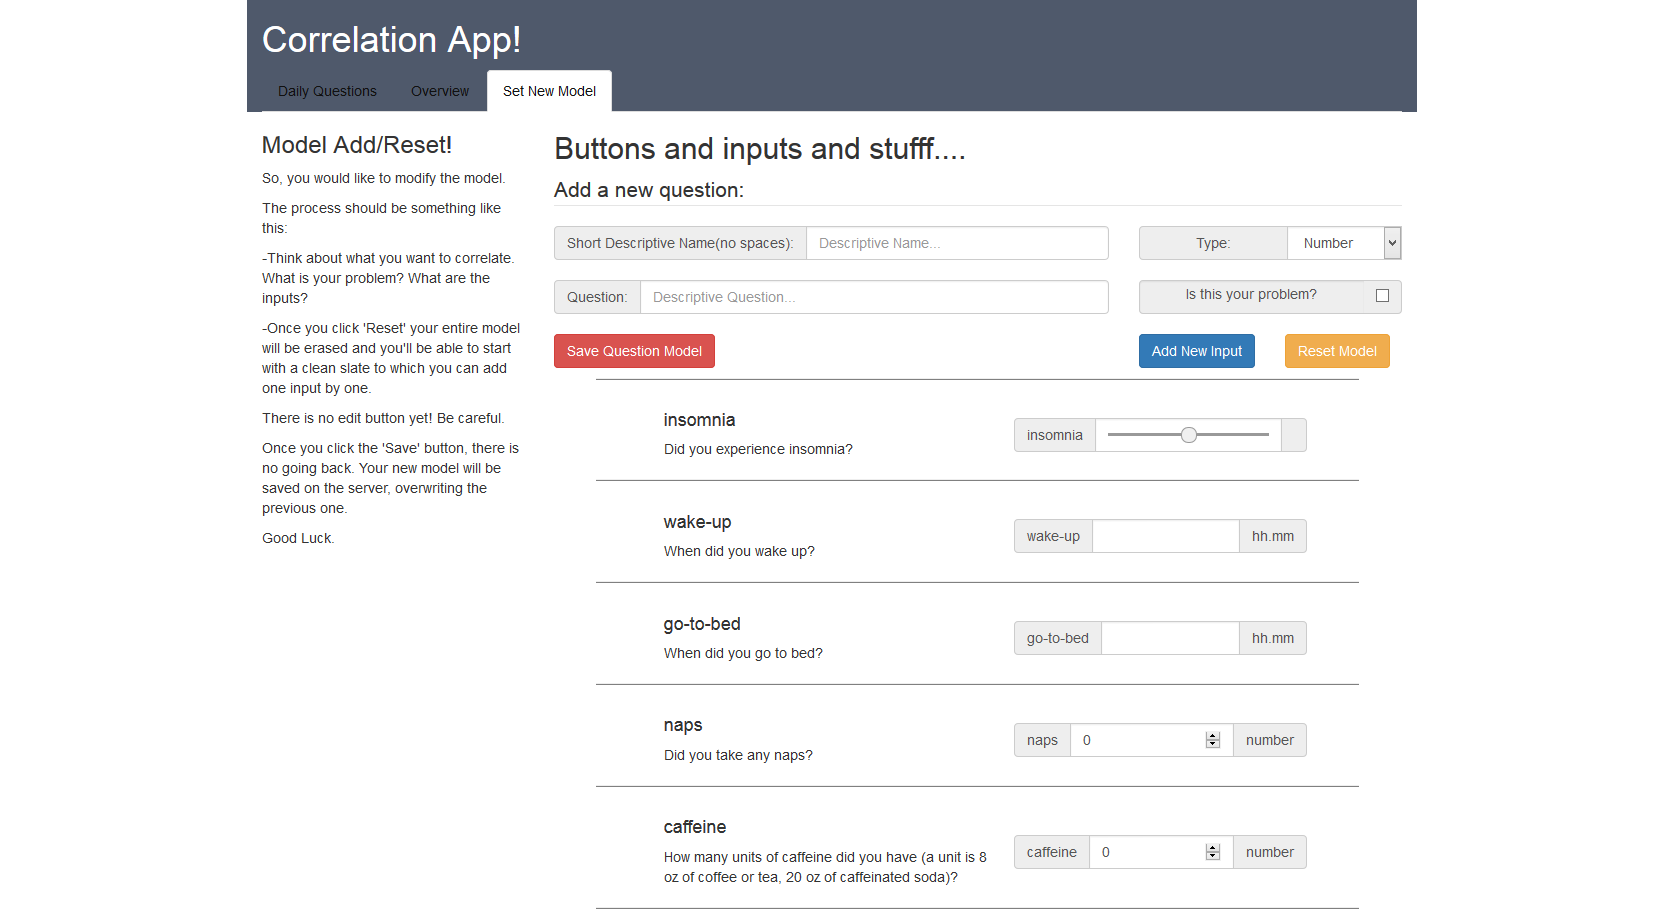 Correlation App!
Daily Questions Overview Set New Model
Model Add/Reset!
So, you would like to modify the model.
The process should be something like
this:
-Think about what you want to correlate.
What is your problem? What are the
inputs?
-Once you click 'Reset' your entire model
will be erased and you'll be able to start
with a clean slate to which you can add
one input by one.
There is no edit button yet! Be careful.
Once you click the 'Save' button, there is
no going back. Your new model will be
saved on the server, overwriting the
previous one.
Good Luck.
Buttons and inputs and stufff....
Add a new question:
Short Descriptive Name(no spaces): Descriptive Name... Type: Number
Question: Descriptive Question... Is this your problem?
Save Question Model Add New Input Reset Model
insomnia
Did you experience insomnia?
insomnia
wake-up
When did you wake up?
wake-up hh.mm
go-to-bed
When did you go to bed?
go-to-bed hh.mm
naps
Did you take any naps?
naps 0 number
caffeine
How many units of caffeine did you have (a unit is 8
oz of coffee or tea, 20 oz of caffeinated soda)?
caffeine 0 number